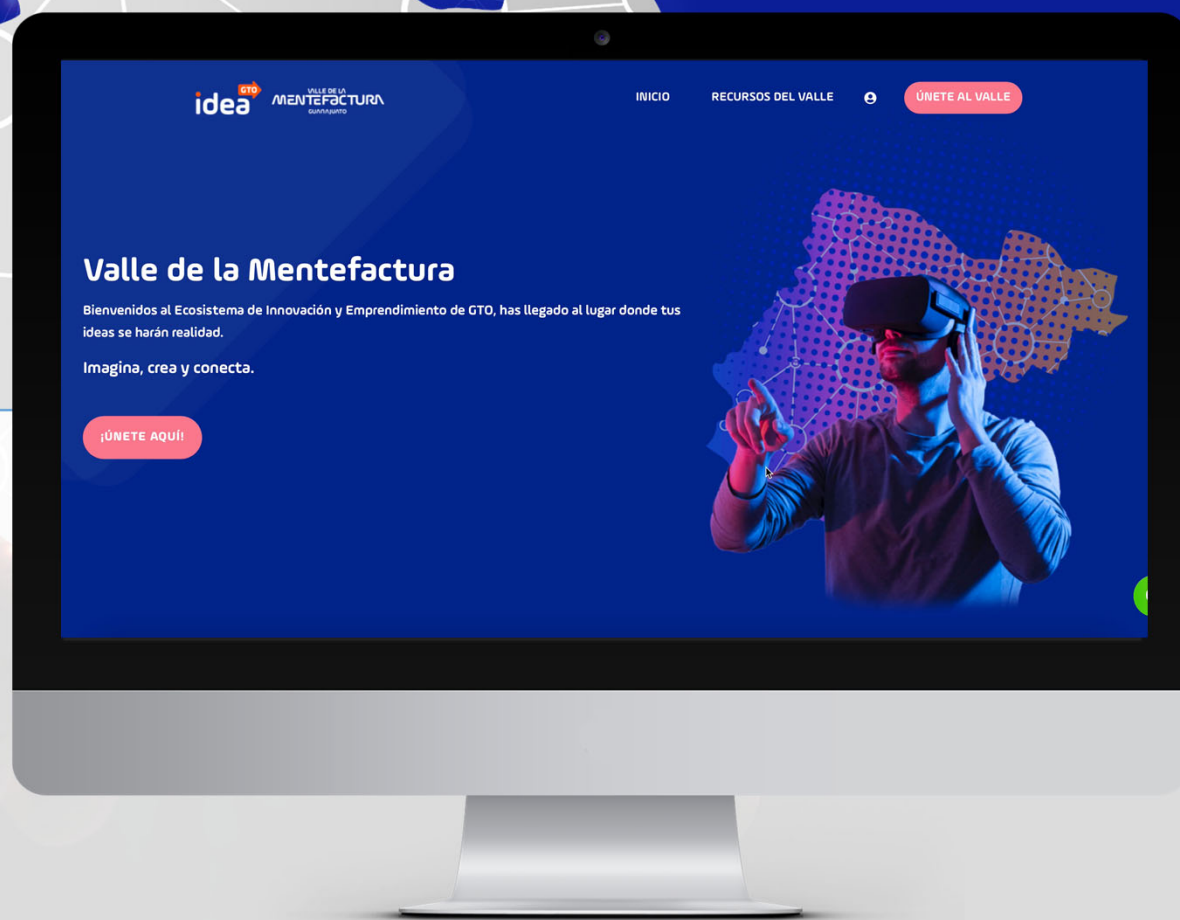 idea GTO
VALLE DE LA
MENTEFACTURA
GUANAJUATO
INICIO
RECURSOS DEL VALLE
ÚNETE AL VALLE
Valle de la Mentefactura
Bienvenidos al Ecosistema de Innovación y Emprendimiento de GTO, has llegado al lugar donde tus
ideas se harán realidad.
Imagina, crea y conecta.
¡ÚNETE AQUÍ!